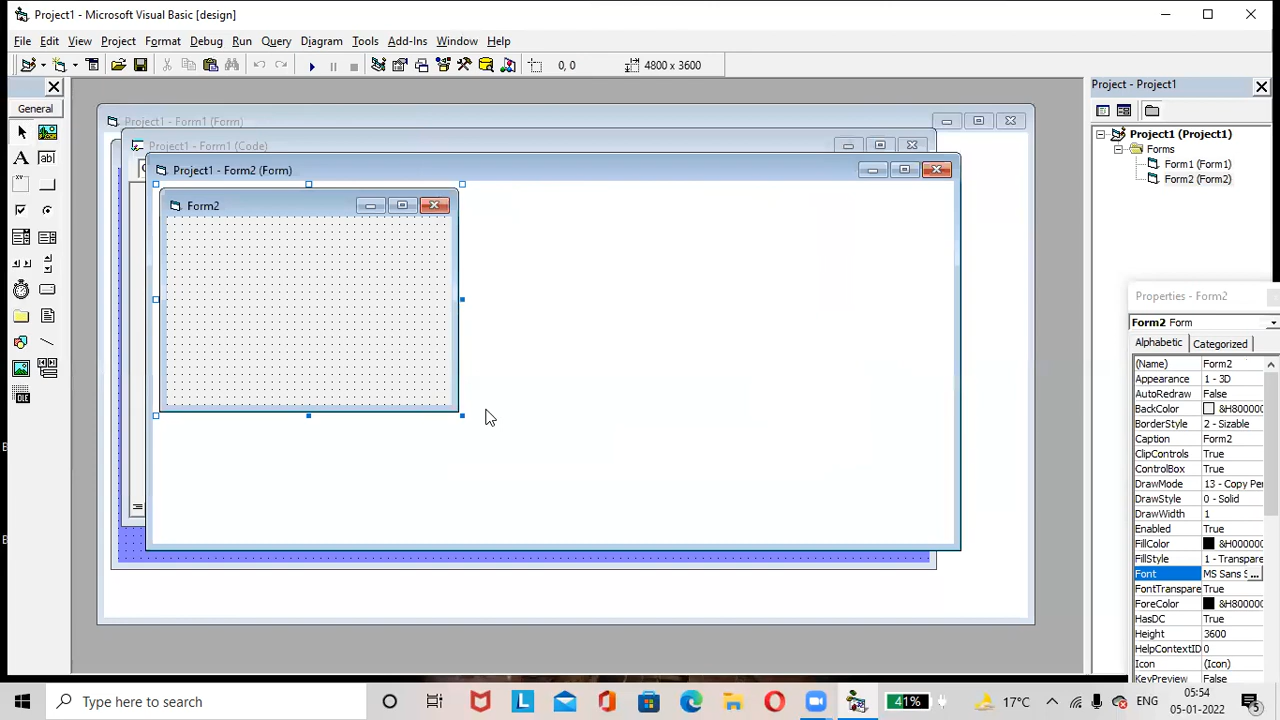 Project1 - Microsoft Visual Basic [design]
File Edit View Project Format Debug Run Query Diagram Tools Add-Ins Window Help
0, 0 4800 x 3600
General
Project1 - Form1 (Form)
Project1 - Form1 (Code)
Project1 - Form2 (Form)
Form2
Project - Project1
Project1 (Project1)
Forms
Form1 (Form1)
Form2 (Form2)
Properties - Form2
Form2 Form
Alphabetic Categorized
(Name) Form2
Appearance 1 - 3D
AutoRedraw False
BackColor &H800000
BorderStyle 2 - Sizable
Caption Form2
ClipControls True
ControlBox True
DrawMode 13 - Copy Pe
DrawStyle 0 - Solid
DrawWidth 1
Enabled True
FillColor &H000000
FillStyle 1 - Transpare
Font MS Sans S ...
FontTranspare True
ForeColor &H800000
HasDC True
Height 3600
HelpContextID 0
Icon (Icon)
KeyPreview False
Type here to search
41% 17°C ENG 05:54
05-01-2022 5